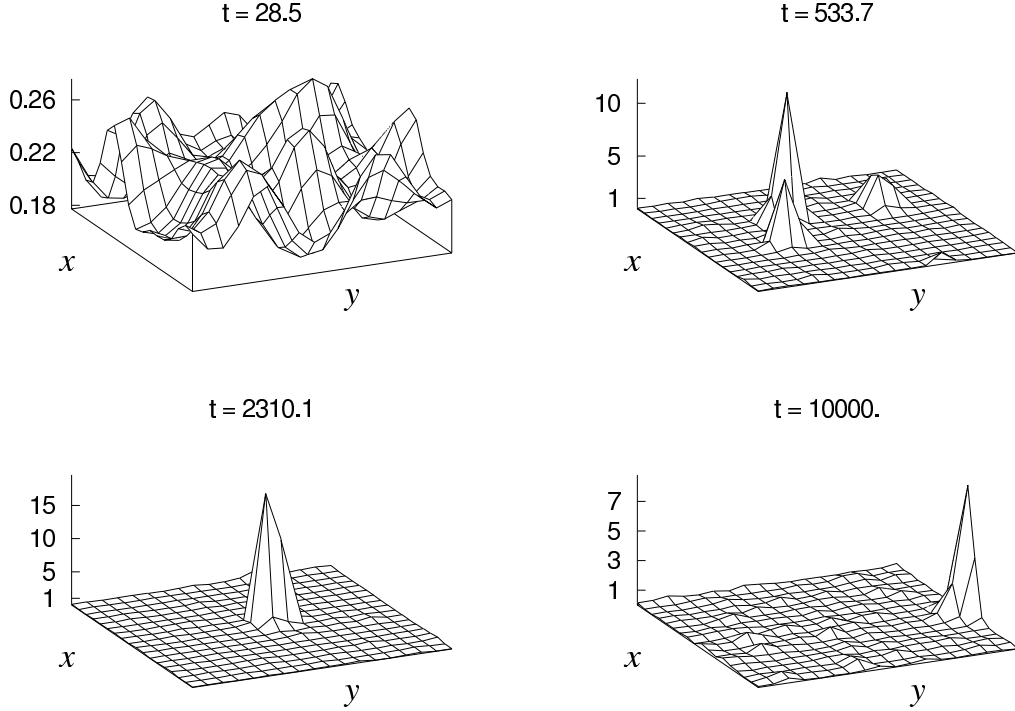 t = 28.5
0.26
0.22
0.18
x
y
t = 533.7
10
5
1
x
y
t = 2310.1
15
10
5
1
x
y
t = 10000.
7
5
3
1
x
y